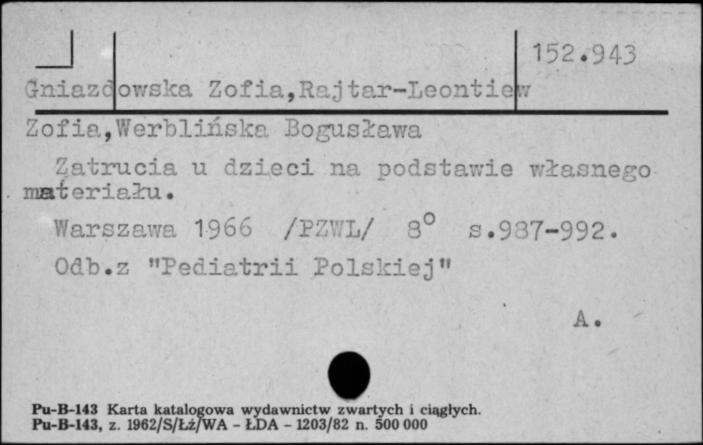 152.943
Gniazdowska Zofia,Rajtar-Leontiew
Zofia,Werblińska Bogusława
Zatrucia u dzieci na podstawie własnego
materiału.
Warszawa 1966 /PZWL/ 8° s.987-992.
Odb.z "Pediatrii Polskiej"
A.
Pu-B-143 Karta katalogowa wydawnictw zwartych i ciągłych.
Pu-B-143, z. 1962/S/Łż/WA - ŁDA - 1203/82 n. 500 000